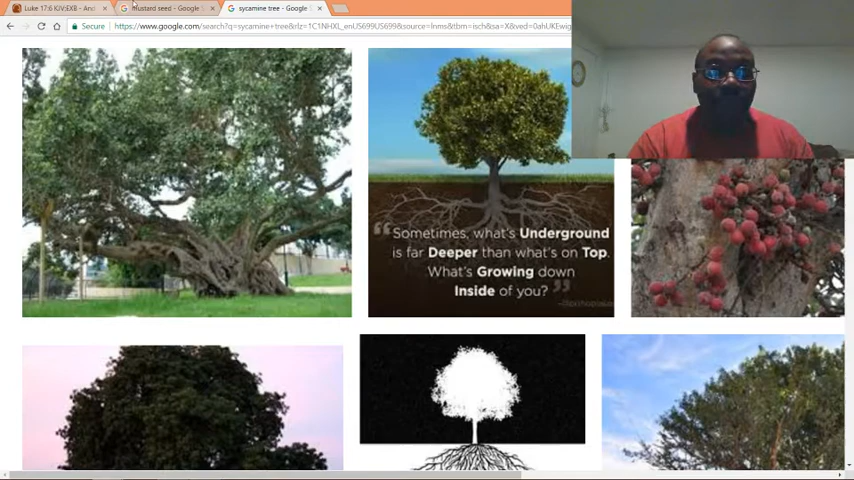 Luke 17:6 KJV;EXB - And
mustard seed - Google S
sycamine tree - Google S
Secure
https://www.google.com/search?q=sycamine+tree&rlz=1C1NHXL_enUS699US699&source=lnms&tbm=isch&sa=X&ved=0ahUKEwig
“Sometimes, what's Underground
is far Deeper than what's on Top.
What's Growing down
Inside of you?”